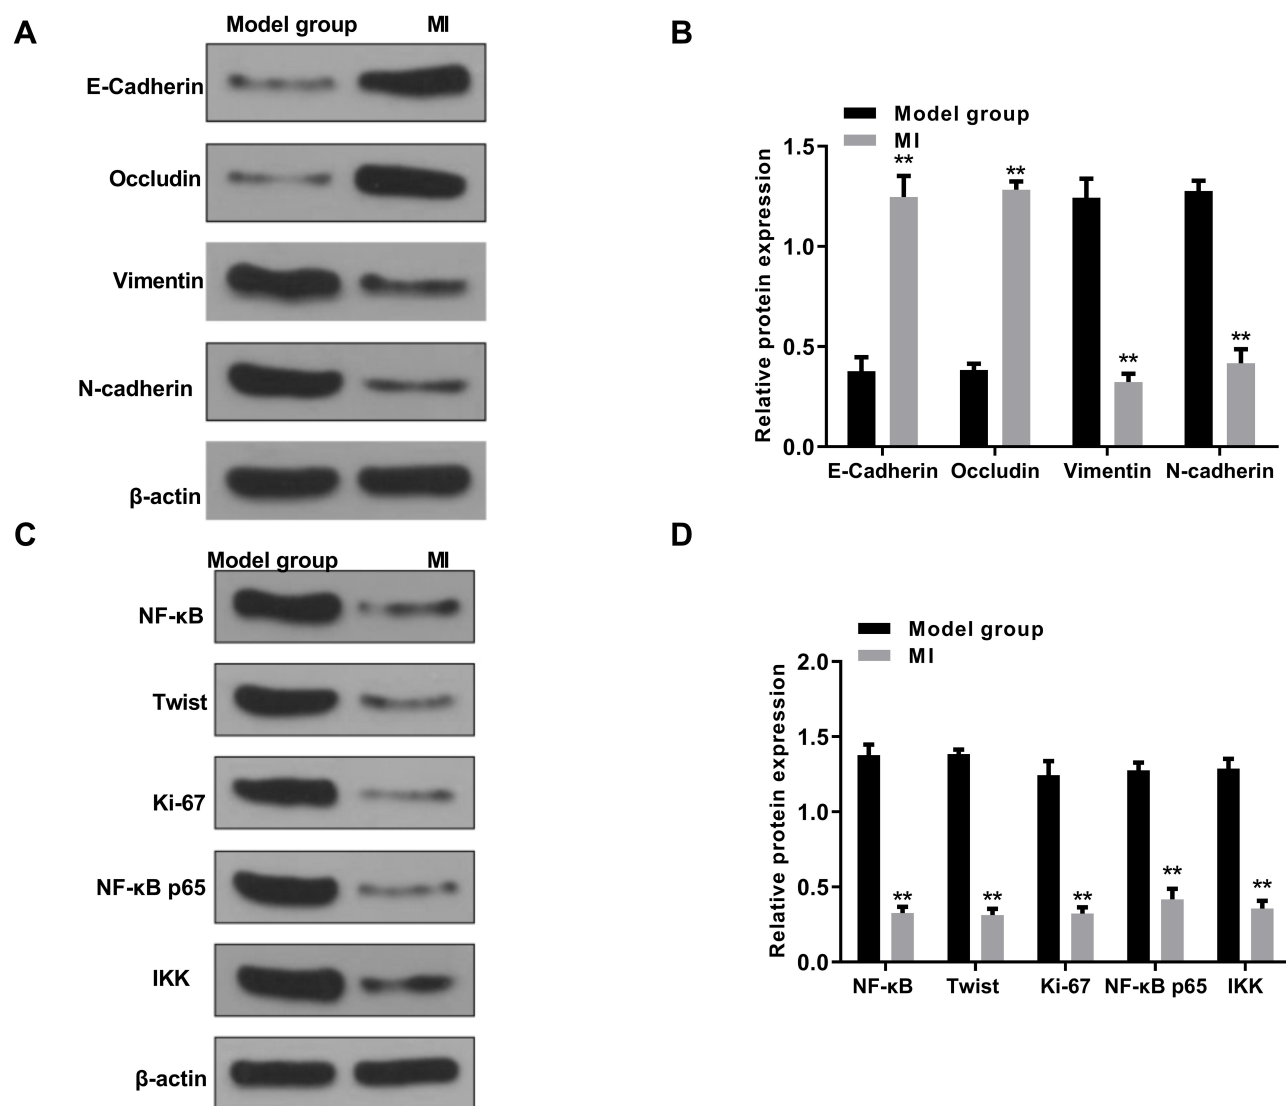 A
Model group MI
E-Cadherin
Occludin
Vimentin
N-cadherin
β-actin
B
Model group
MI
Relative protein expression
1.5
1.0
0.5
0.0
** ** ** **
E-Cadherin Occludin Vimentin N-cadherin
C
Model group MI
NF-κB
Twist
Ki-67
NF-κB p65
IKK
β-actin
D
Model group
MI
Relative protein expression
2.0
1.5
1.0
0.5
0.0
** ** ** ** **
NF-κB Twist Ki-67 NF-κB p65 IKK